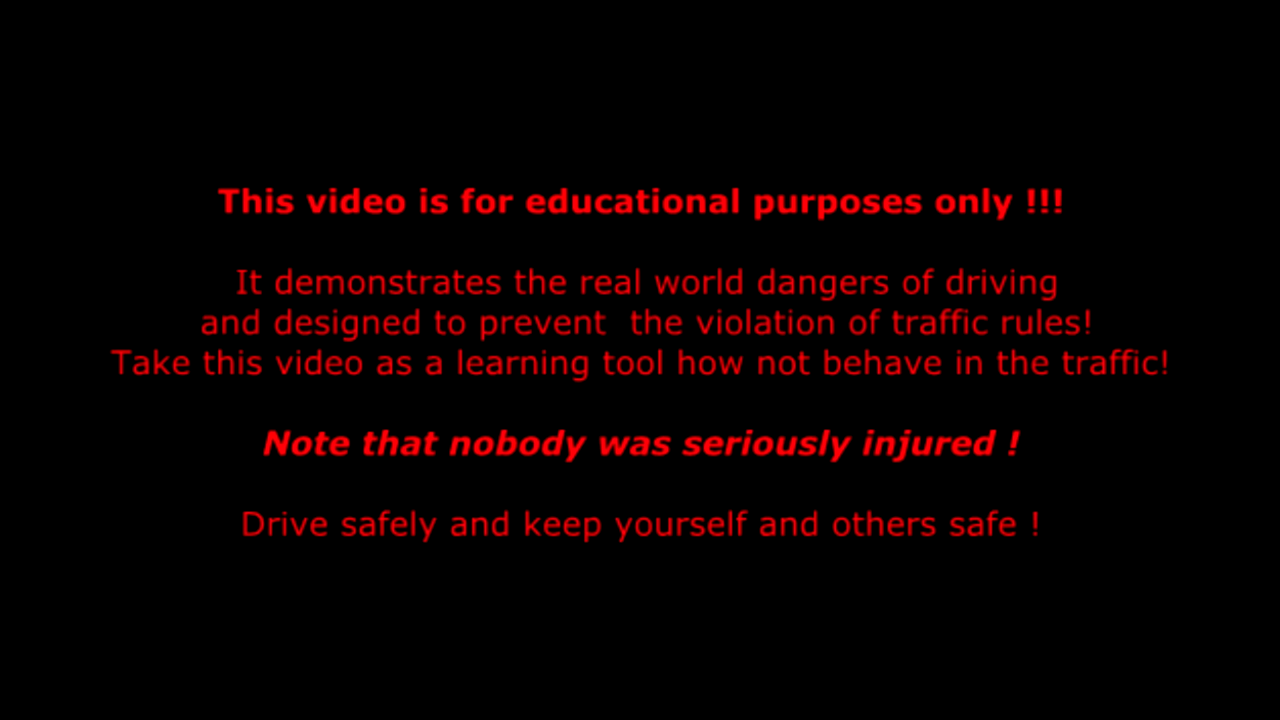 This video is for educational purposes only !!!
It demonstrates the real world dangers of driving
and designed to prevent  the violation of traffic rules!
Take this video as a learning tool how not behave in the traffic!
Note that nobody was seriously injured !
Drive safely and keep yourself and others safe !